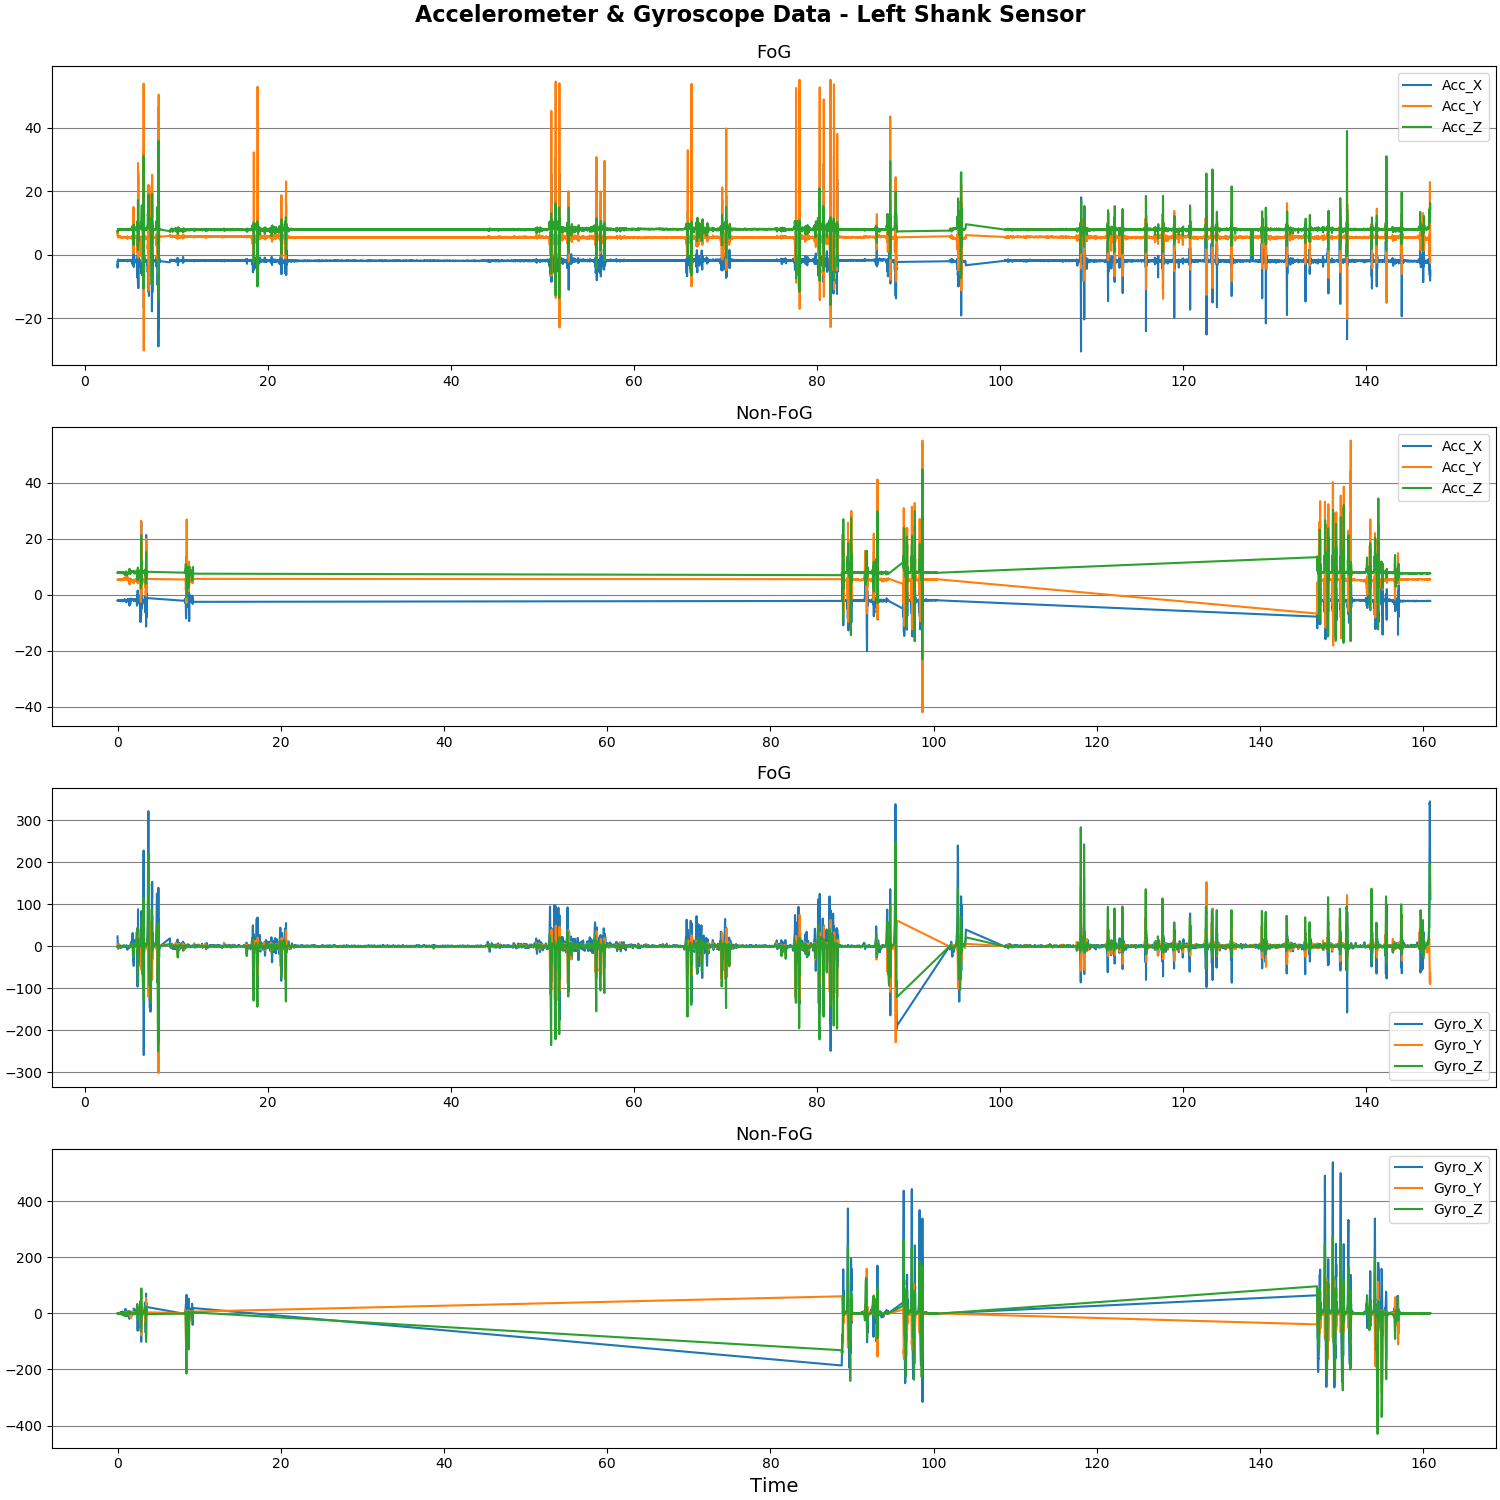 Accelerometer & Gyroscope Data - Left Shank Sensor
FoG
Acc_X
Acc_Y
Acc_Z
40
20
0
−20
0 20 40 60 80 100 120 140
Non-FoG
Acc_X
Acc_Y
Acc_Z
40
20
0
−20
−40
0 20 40 60 80 100 120 140 160
FoG
300
200
100
0
−100
−200
−300
Gyro_X
Gyro_Y
Gyro_Z
0 20 40 60 80 100 120 140
Non-FoG
Gyro_X
Gyro_Y
Gyro_Z
400
200
0
−200
−400
0 20 40 60 80 100 120 140 160
Time